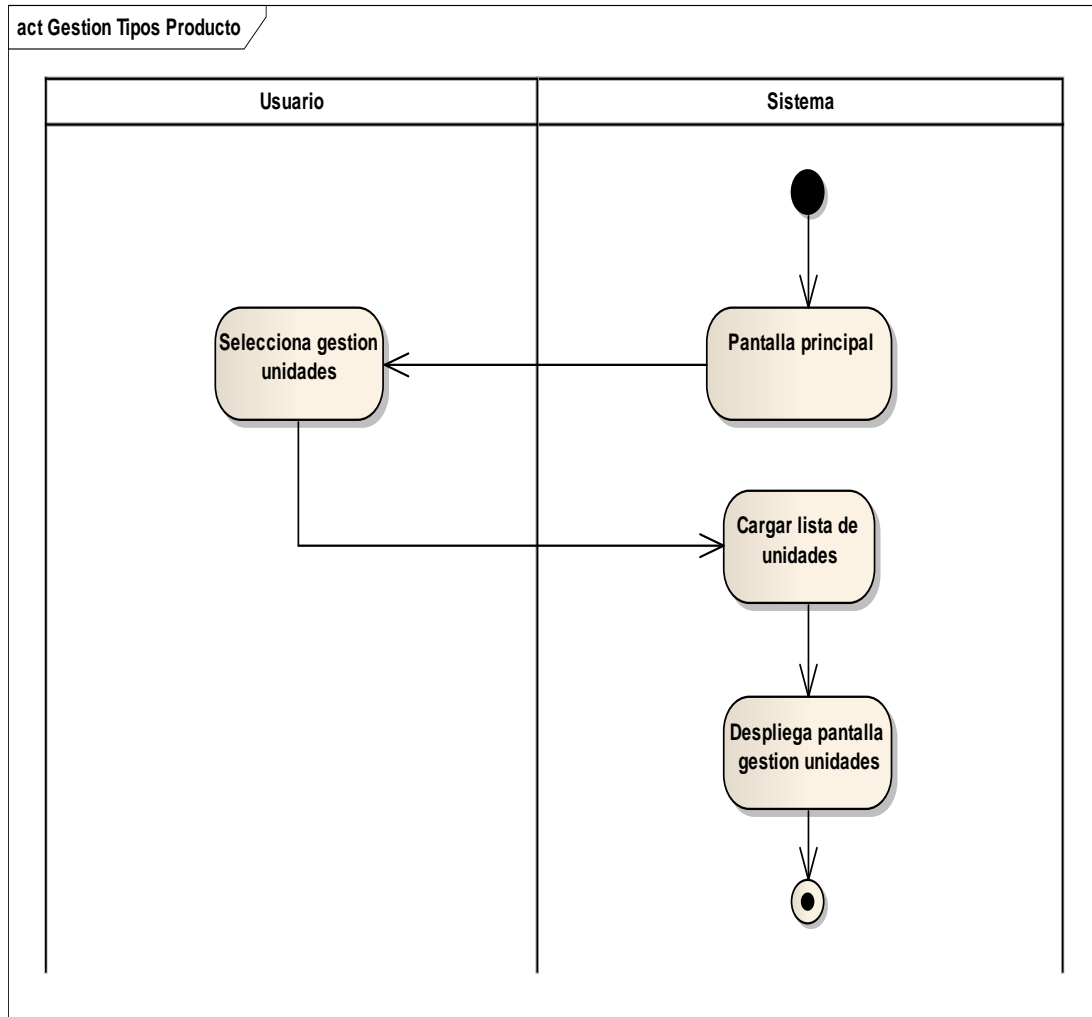 act Gestion Tipos Producto
Usuario
Sistema
Selecciona gestion
unidades
Pantalla principal
Cargar lista de
unidades
Despliega pantalla
gestion unidades